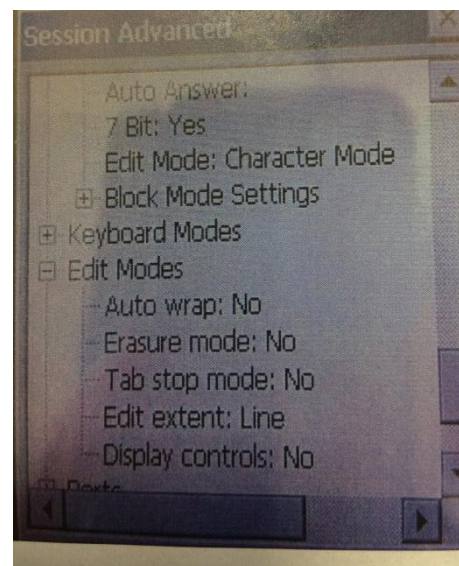 Session Advanced
Auto Answer:
7 Bit: Yes
Edit Mode: Character Mode
Block Mode Settings
Keyboard Modes
Edit Modes
Auto wrap: No
Erasure mode: No
Tab stop mode: No
Edit extent: Line
Display controls: No
Ports